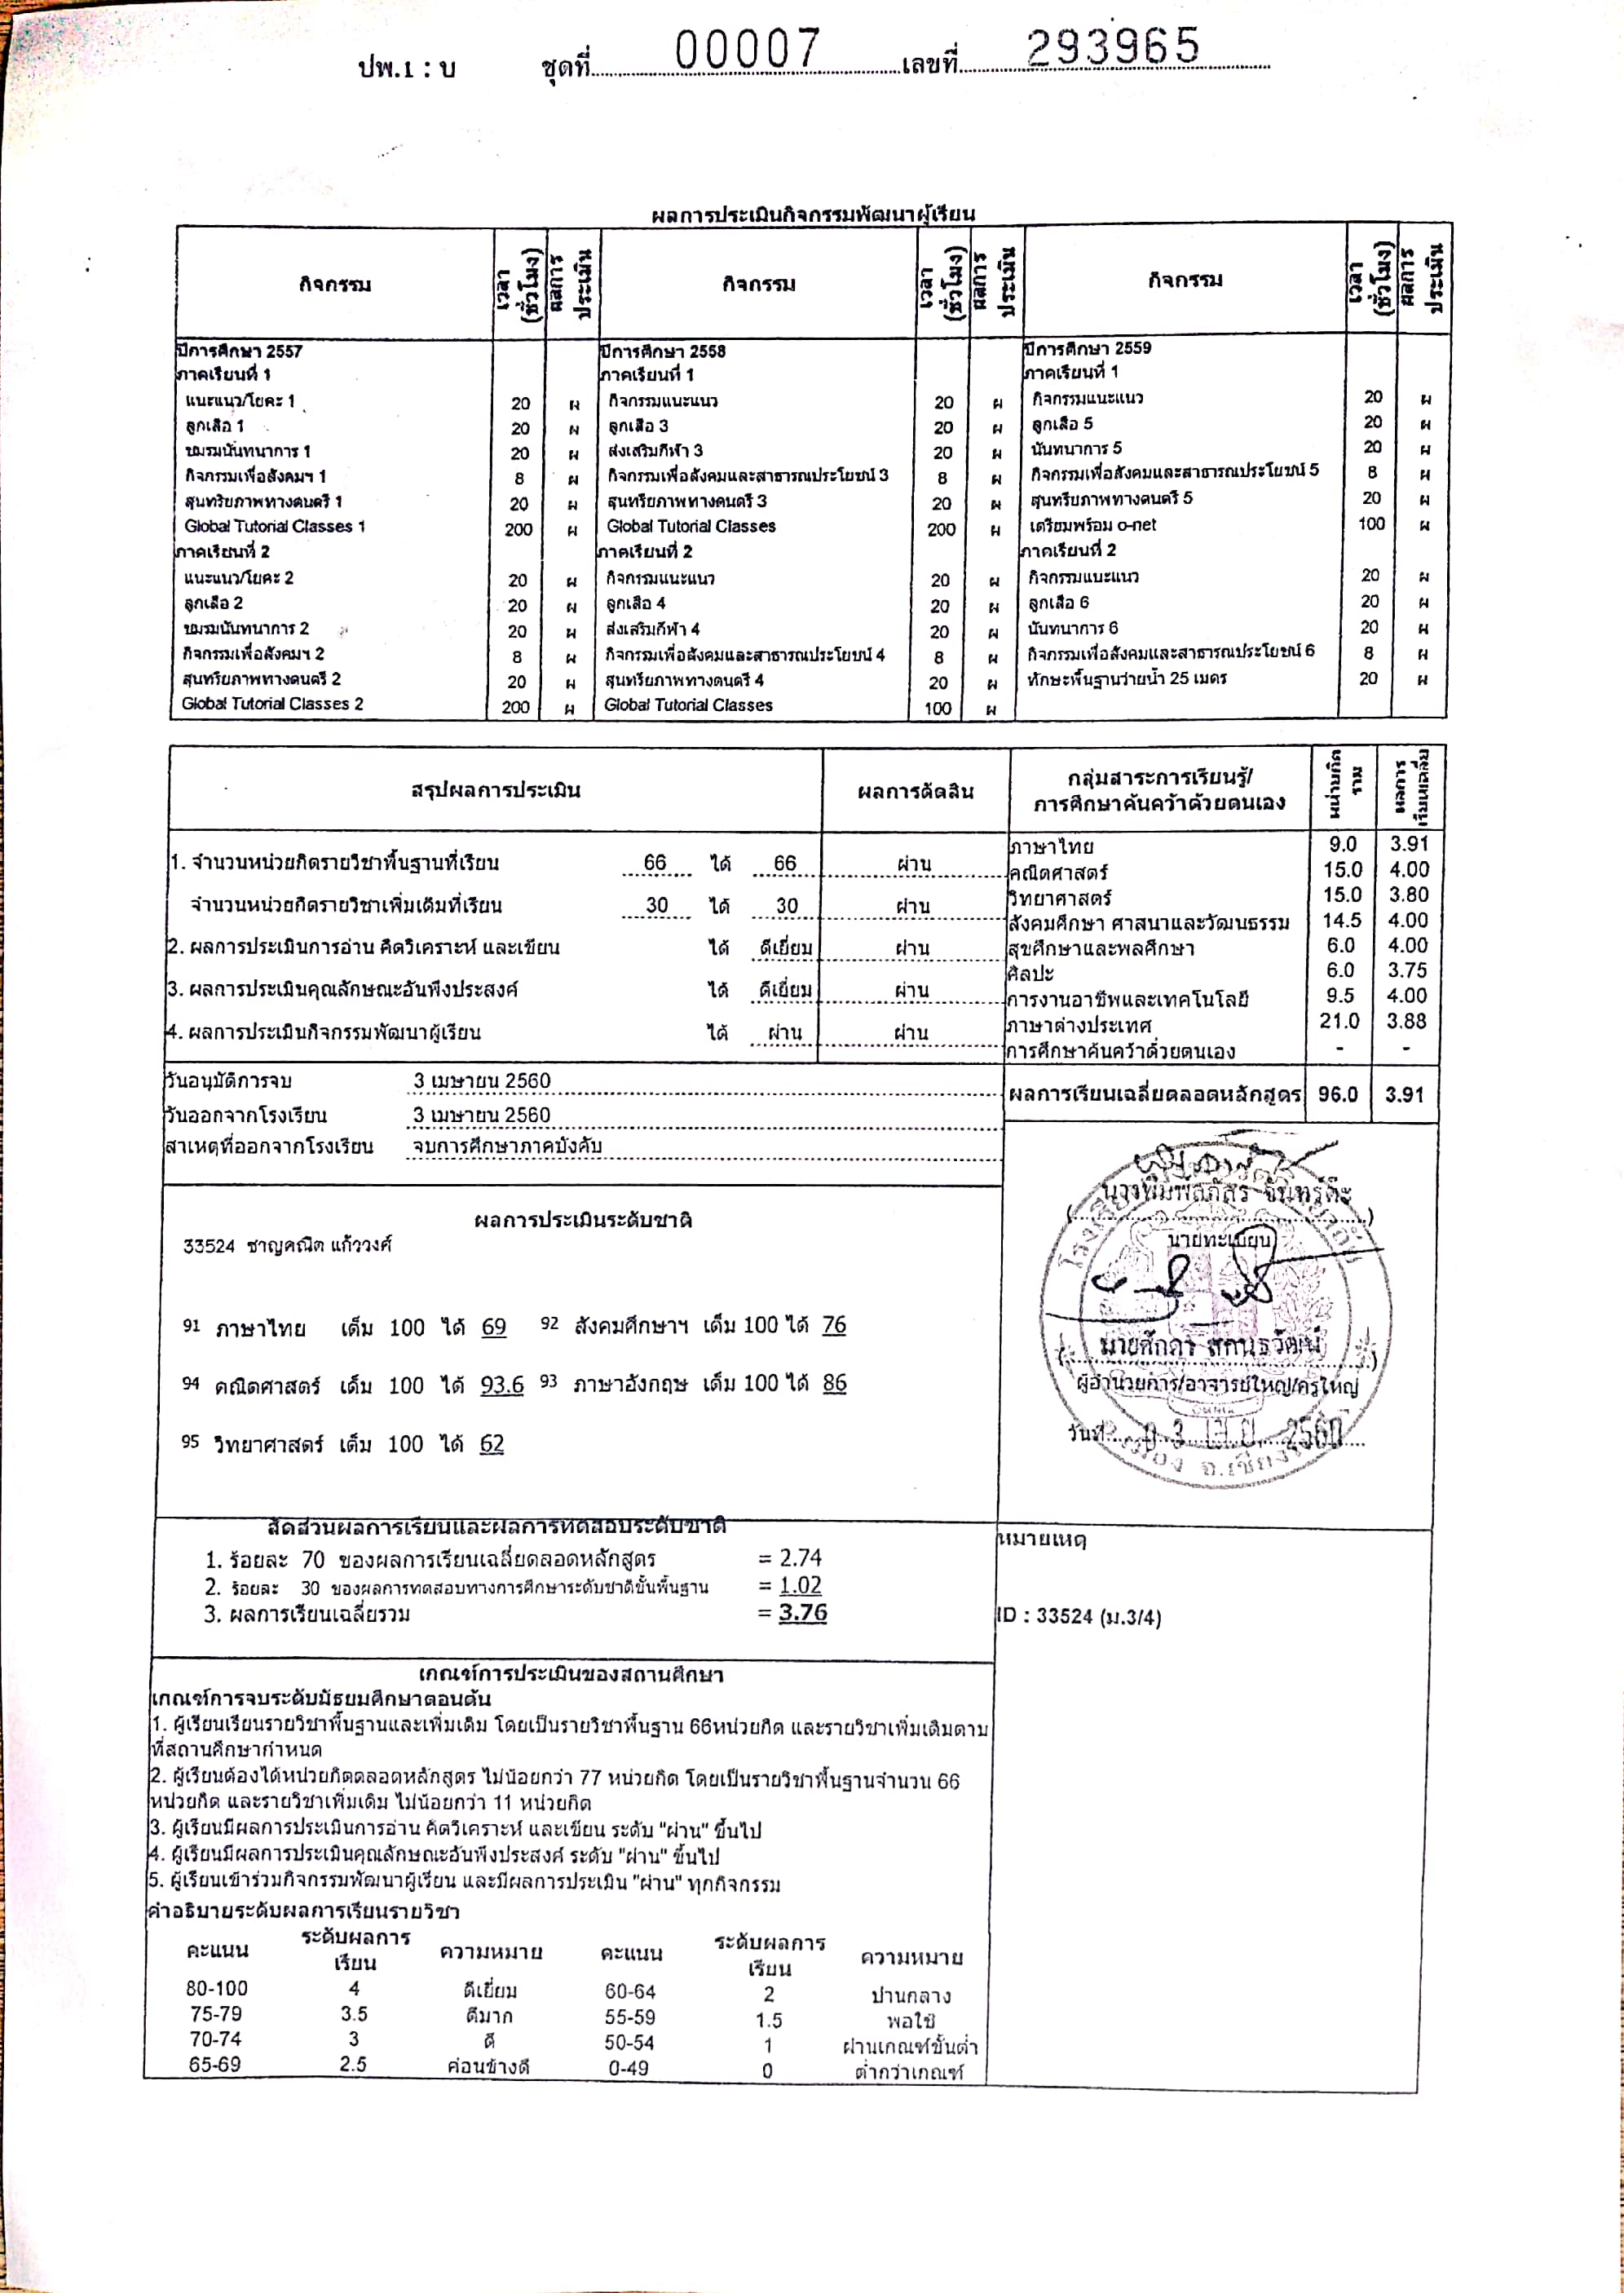 ปพ.1 : บ ชุดที่ 00007 เลขที่ 293965
ผลการประเมินกิจกรรมพัฒนาผู้เรียน
กิจกรรม เวลา (ชั่วโมง) ผลการประเมิน กิจกรรม เวลา (ชั่วโมง) ผลการประเมิน กิจกรรม เวลา (ชั่วโมง) ผลการประเมิน
ปีการศึกษา 2557 ปีการศึกษา 2558 ปีการศึกษา 2559
ภาคเรียนที่ 1 ภาคเรียนที่ 1 ภาคเรียนที่ 1
แนะแนว/โยคะ 1 20 ผ กิจกรรมแนะแนว 20 ผ กิจกรรมแนะแนว 20 ผ
ลูกเสือ 1 20 ผ ลูกเสือ 3 20 ผ ลูกเสือ 5 20 ผ
ชมรมนันทนาการ 1 20 ผ ส่งเสริมกีฬา 3 20 ผ นันทนาการ 5 20 ผ
กิจกรรมเพื่อสังคมฯ 1 8 ผ กิจกรรมเพื่อสังคมและสาธารณประโยชน์ 3 8 ผ กิจกรรมเพื่อสังคมและสาธารณประโยชน์ 5 8 ผ
สุนทรียภาพทางดนตรี 1 20 ผ สุนทรียภาพทางดนตรี 3 20 ผ สุนทรียภาพทางดนตรี 5 20 ผ
Global Tutorial Classes 1 200 ผ Global Tutorial Classes 200 ผ เตรียมพร้อม o-net 100 ผ
ภาคเรียนที่ 2 ภาคเรียนที่ 2 ภาคเรียนที่ 2
แนะแนว/โยคะ 2 20 ผ กิจกรรมแนะแนว 20 ผ กิจกรรมแนะแนว 20 ผ
ลูกเสือ 2 20 ผ ลูกเสือ 4 20 ผ ลูกเสือ 6 20 ผ
ชมรมนันทนาการ 2 20 ผ ส่งเสริมกีฬา 4 20 ผ นันทนาการ 6 20 ผ
กิจกรรมเพื่อสังคมฯ 2 8 ผ กิจกรรมเพื่อสังคมและสาธารณประโยชน์ 4 8 ผ กิจกรรมเพื่อสังคมและสาธารณประโยชน์ 6 8 ผ
สุนทรียภาพทางดนตรี 2 20 ผ สุนทรียภาพทางดนตรี 4 20 ผ ทักษะพื้นฐานว่ายน้ำ 25 เมตร 20 ผ
Global Tutorial Classes 2 200 ผ Global Tutorial Classes 100 ผ
สรุปผลการประเมิน ผลการตัดสิน
1. จำนวนหน่วยกิตรายวิชาพื้นฐานที่เรียน 66 ได้ 66 ผ่าน
จำนวนหน่วยกิตรายวิชาเพิ่มเติมที่เรียน 30 ได้ 30 ผ่าน
2. ผลการประเมินการอ่าน คิดวิเคราะห์ และเขียน ได้ ดีเยี่ยม ผ่าน
3. ผลการประเมินคุณลักษณะอันพึงประสงค์ ได้ ดีเยี่ยม ผ่าน
4. ผลการประเมินกิจกรรมพัฒนาผู้เรียน ได้ ผ่าน ผ่าน
วันอนุมัติการจบ 3 เมษายน 2560
วันออกจากโรงเรียน 3 เมษายน 2560
สาเหตุที่ออกจากโรงเรียน จบการศึกษาภาคบังคับ
กลุ่มสาระการเรียนรู้/ การศึกษาค้นคว้าด้วยตนเอง หน่วยกิตรวม ผลการเรียนเฉลี่ย
ภาษาไทย 9.0 3.91
คณิตศาสตร์ 15.0 4.00
วิทยาศาสตร์ 15.0 3.80
สังคมศึกษา ศาสนาและวัฒนธรรม 14.5 4.00
สุขศึกษาและพลศึกษา 6.0 4.00
ศิลปะ 6.0 3.75
การงานอาชีพและเทคโนโลยี 9.5 4.00
ภาษาต่างประเทศ 21.0 3.88
การศึกษาค้นคว้าด้วยตนเอง - -
ผลการเรียนเฉลี่ยตลอดหลักสูตร 96.0 3.91
ผลการประเมินระดับชาติ
33524 ชาญคณิต แก้ววงศ์
91 ภาษาไทย เต็ม 100 ได้ 69 92 สังคมศึกษาฯ เต็ม 100 ได้ 76
94 คณิตศาสตร์ เต็ม 100 ได้ 93.6 93 ภาษาอังกฤษ เต็ม 100 ได้ 86
95 วิทยาศาสตร์ เต็ม 100 ได้ 62
นายทะเบียน
ผู้อำนวยการ/อาจารย์ใหญ่/ครูใหญ่
วันที่ 0 3 เม.ย. 2560
สัดส่วนผลการเรียนและผลการทดสอบระดับชาติ
1. ร้อยละ 70 ของผลการเรียนเฉลี่ยตลอดหลักสูตร = 2.74
2. ร้อยละ 30 ของผลการทดสอบทางการศึกษาระดับชาติขั้นพื้นฐาน = 1.02
3. ผลการเรียนเฉลี่ยรวม = 3.76
หมายเหตุ
ID : 33524 (ม.3/4)
เกณฑ์การประเมินของสถานศึกษา
เกณฑ์การจบระดับมัธยมศึกษาตอนต้น
1. ผู้เรียนเรียนรายวิชาพื้นฐานและเพิ่มเติม โดยเป็นรายวิชาพื้นฐาน 66หน่วยกิต และรายวิชาเพิ่มเติมตาม
ที่สถานศึกษากำหนด
2. ผู้เรียนต้องได้หน่วยกิตตลอดหลักสูตร ไม่น้อยกว่า 77 หน่วยกิต โดยเป็นรายวิชาพื้นฐานจำนวน 66
หน่วยกิต และรายวิชาเพิ่มเติม ไม่น้อยกว่า 11 หน่วยกิต
3. ผู้เรียนมีผลการประเมินการอ่าน คิดวิเคราะห์ และเขียน ระดับ "ผ่าน" ขึ้นไป
4. ผู้เรียนมีผลการประเมินคุณลักษณะอันพึงประสงค์ ระดับ "ผ่าน" ขึ้นไป
5. ผู้เรียนเข้าร่วมกิจกรรมพัฒนาผู้เรียน และมีผลการประเมิน "ผ่าน" ทุกกิจกรรม
คำอธิบายระดับผลการเรียนรายวิชา
คะแนน ระดับผลการเรียน ความหมาย คะแนน ระดับผลการเรียน ความหมาย
80-100 4 ดีเยี่ยม 60-64 2 ปานกลาง
75-79 3.5 ดีมาก 55-59 1.5 พอใช้
70-74 3 ดี 50-54 1 ผ่านเกณฑ์ขั้นต่ำ
65-69 2.5 ค่อนข้างดี 0-49 0 ต่ำกว่าเกณฑ์